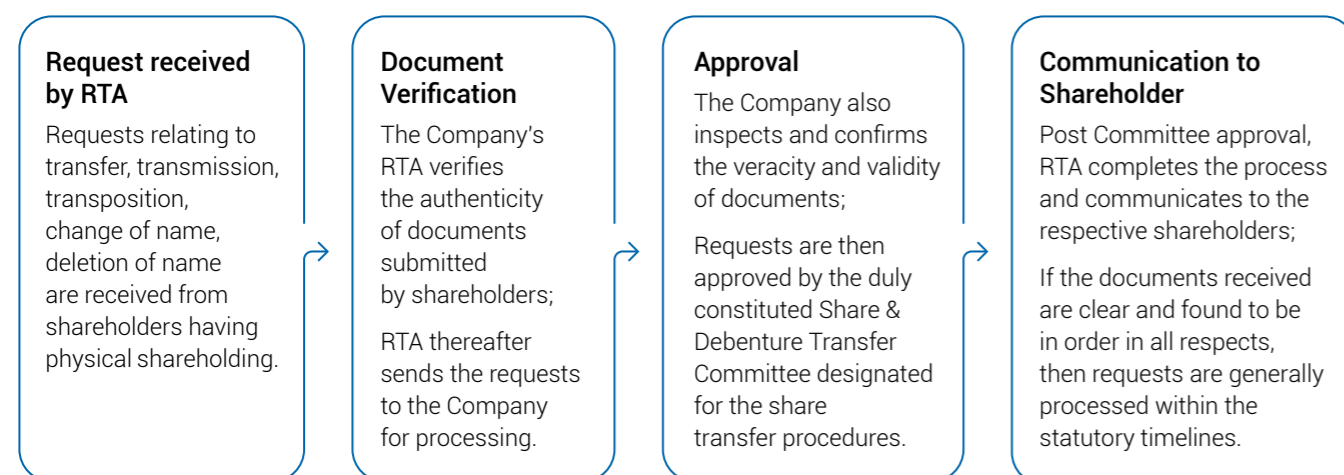 Request received
by RTA
Requests relating to
transfer, transmission,
transposition,
change of name,
deletion of name
are received from
shareholders having
physical shareholding.
Document
Verification
The Company's
RTA verifies
the authenticity
of documents
submitted
by shareholders;
RTA thereafter
sends the requests
to the Company
for processing.
Approval
The Company also
inspects and confirms
the veracity and validity
of documents;
Requests are then
approved by the duly
constituted Share &
Debenture Transfer
Committee designated
for the share
transfer procedures.
Communication to
Shareholder
Post Committee approval,
RTA completes the process
and communicates to the
respective shareholders;
If the documents received
are clear and found to be
in order in all respects,
then requests are generally
processed within the
statutory timelines.